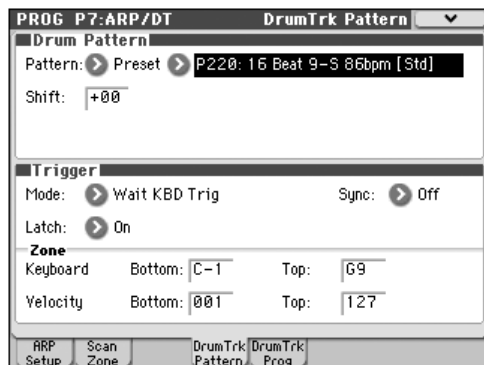 PROG P7:ARP/DT DrumTrk Pattern
Drum Pattern
Pattern: Preset P220: 16 Beat 9-S 86bpm [Std]
Shift: +00
Trigger
Mode: Wait KBD Trig Sync: Off
Latch: On
Zone
Keyboard Bottom: C-1 Top: G9
Velocity Bottom: 001 Top: 127
ARP Setup Scan Zone DrumTrk Pattern DrumTrk Prog